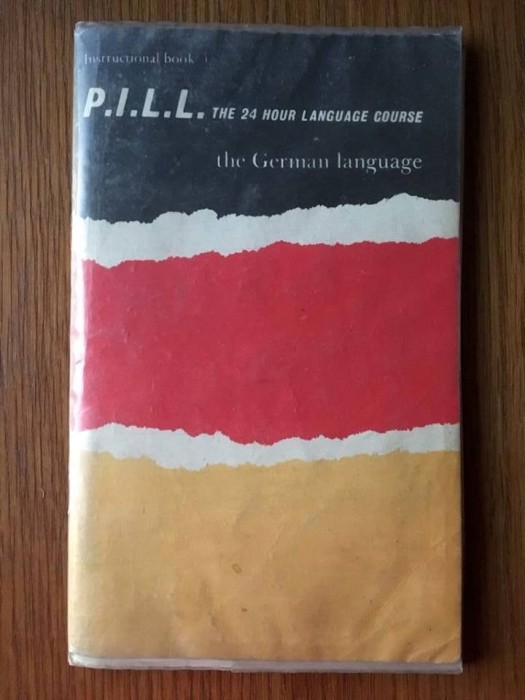 Instructional book 1
P.I.L.L. THE 24 HOUR LANGUAGE COURSE
the German language